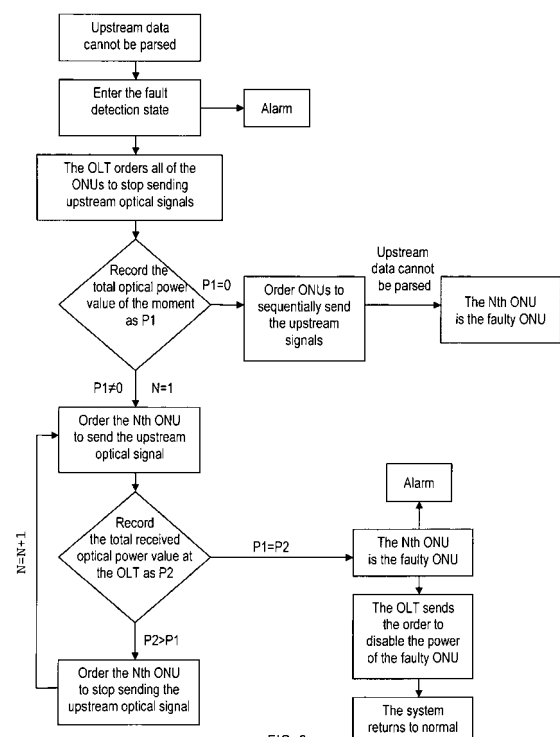 Upstream data
cannot be parsed
Enter the fault
detection state
Alarm
The OLT orders all of the
ONUs to stop sending
upstream optical signals
Record the
total optical power
value of the moment
as P1
P1=0
Order ONUs to
sequentially send
the upstream
signals
Upstream
data cannot
be parsed
The Nth ONU
is the faulty ONU
P1≠0
N=1
Order the Nth ONU
to send the upstream
optical signal
N=N+1
Record
the total received
optical power value at
the OLT as P2
P1=P2
Alarm
The Nth ONU
is the faulty ONU
P2>P1
The OLT sends
the order to
disable the power
of the faulty ONU
Order the Nth ONU
to stop sending the
upstream optical signal
The system
returns to normal